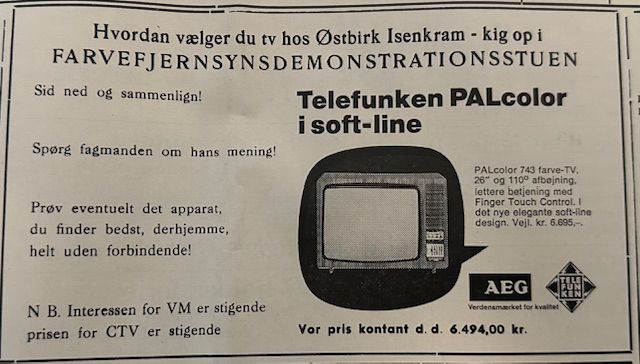 Hvordan vælger du tv hos Østbirk Isenkram - kig op i
FARVEFJERNSYNSDEMONSTRATIONSSTUEN
Sid ned og sammenlign!
Spørg fagmanden om hans mening!
Prøv eventuelt det apparat,
du finder bedst, derhjemme,
helt uden forbindende!
N B. Interessen for VM er stigende
prisen for CTV er stigende
Telefunken PALcolor
i soft-line
PALcolor 743 farve-TV.
26" og 110° afbøjning,
lettere betjening med
Finger Touch Control. I
det nye elegante soft-line
design. Vejl. kr. 6.695,-.
AEG
TELE
FUN
KEN
Verdensmærket for kvalitet
Vor pris kontant d. d. 6.494,00 kr.